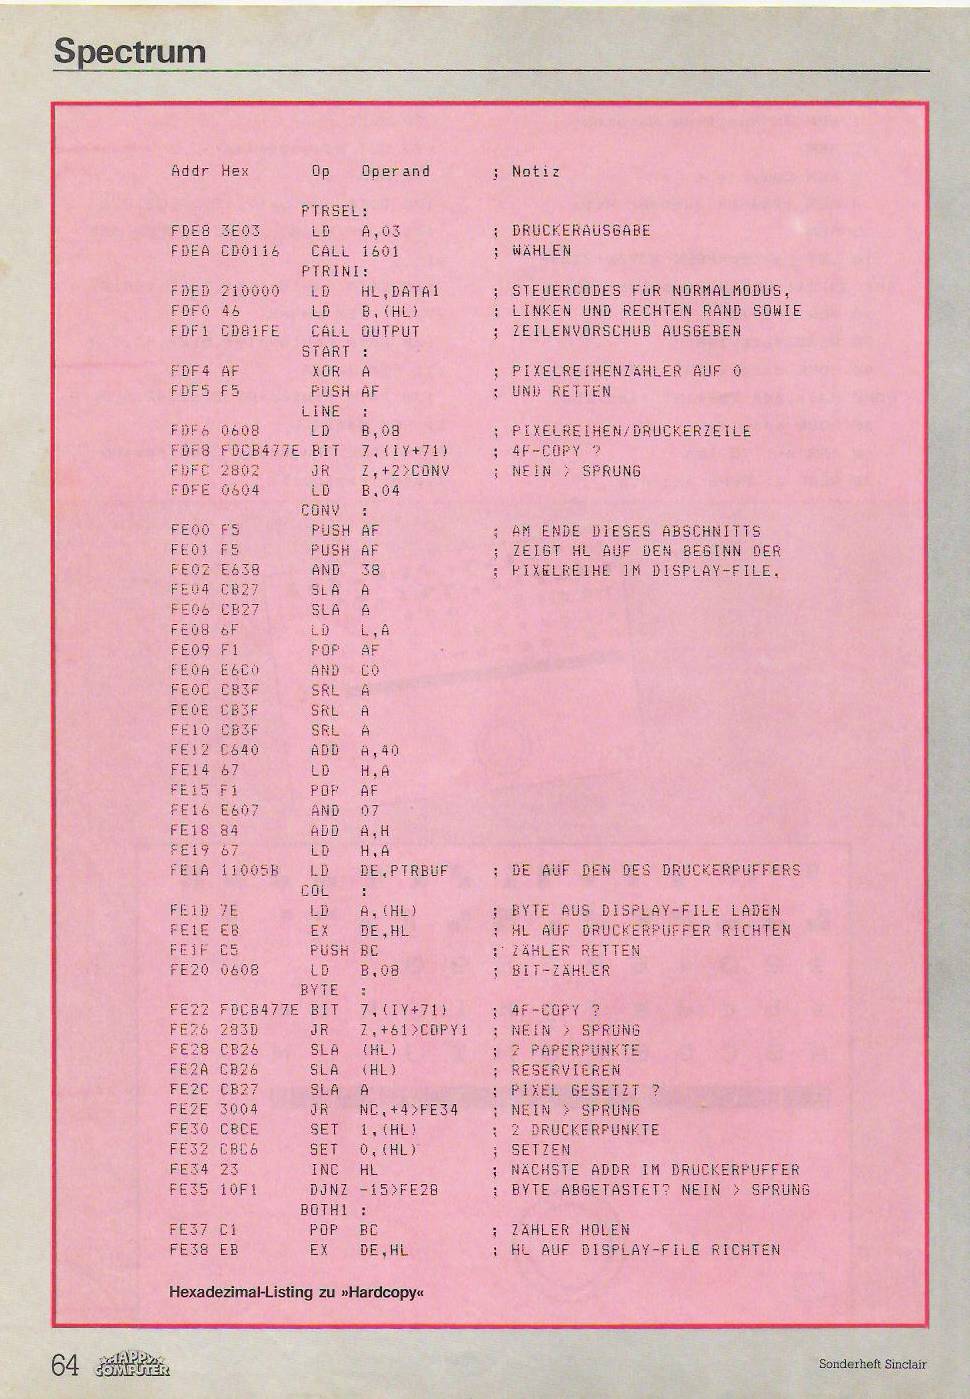 Spectrum
Addr Hex Op Operand ; Notiz
PTRSEL:
FDE8 3E03 LD A,03 ; DRUCKERAUSGABE
FDEA CD0116 CALL 1601 ; WÄHLEN
PTRINI:
FDED 210000 LD HL,DATA1 ; STEUERCODES FÜR NORMALMODUS,
FDF0 46 LD B,(HL) ; LINKEN UND RECHTEN RAND SOWIE
FDF1 CD81FE CALL OUTPUT ; ZEILENVORSCHUB AUSGEBEN
START :
FDF4 AF XOR A ; PIXELREIHENZÄHLER AUF 0
FDF5 F5 PUSH AF ; UND RETTEN
LINE :
FDF6 0608 LD B,08 ; PIXELREIHEN/DRUCKERZEILE
FDF8 FDCB477E BIT 7,(IY+71) ; 4F-COPY ?
FDFC 2802 JR Z,+2>CONV ; NEIN > SPRUNG
FDFE 0604 LD B,04
CONV :
FE00 F5 PUSH AF ; AM ENDE DIESES ABSCHNITTS
FE01 F5 PUSH AF ; ZEIGT HL AUF DEN BEGINN DER
FE02 E638 AND 38 ; PIXELREIHE IM DISPLAY-FILE.
FE04 CB27 SLA A
FE06 CB27 SLA A
FE08 6F LD L,A
FE09 F1 POP AF
FE0A E6C0 AND C0
FE0C CB3F SRL A
FE0E CB3F SRL A
FE10 CB3F SRL A
FE12 C640 ADD A,40
FE14 67 LD H,A
FE15 F1 POP AF
FE16 E607 AND 07
FE18 84 ADD A,H
FE19 67 LD H,A
FE1A 11005B LD DE,PTRBUF ; DE AUF DEN DES DRUCKERPUFFERS
COL :
FE1D 7E LD A,(HL) ; BYTE AUS DISPLAY-FILE LADEN
FE1E EB EX DE,HL ; HL AUF DRUCKERPUFFER RICHTEN
FE1F C5 PUSH BC ; ZÄHLER RETTEN
FE20 0608 LD B,08 ; BIT-ZÄHLER
BYTE :
FE22 FDCB477E BIT 7,(IY+71) ; 4F-COPY ?
FE26 283D JR Z,+61>COPY1 ; NEIN > SPRUNG
FE28 CB26 SLA (HL) ; 2 PAPERPUNKTE
FE2A CB26 SLA (HL) ; RESERVIEREN
FE2C CB27 SLA A ; PIXEL GESETZT ?
FE2E 3004 JR NC,+4>FE34 ; NEIN > SPRUNG
FE30 CBCE SET 1,(HL) ; 2 DRUCKERPUNKTE
FE32 CBC6 SET 0,(HL) ; SETZEN
FE34 23 INC HL ; NÄCHSTE ADDR IM DRUCKERPUFFER
FE35 10F1 DJNZ -15>FE28 ; BYTE ABGETASTET? NEIN > SPRUNG
BOTH1 :
FE37 C1 POP BC ; ZÄHLER HOLEN
FE38 EB EX DE,HL ; HL AUF DISPLAY-FILE RICHTEN
Hexadezimal-Listing zu »Hardcopy«
64 HAPPY COMPUTER Sonderheft Sinclair